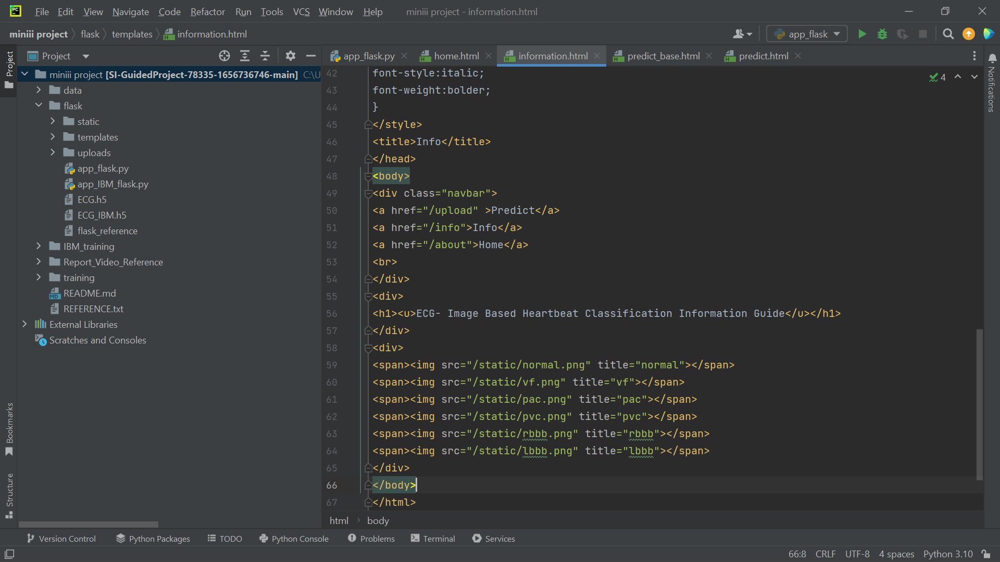 File Edit View Navigate Code Refactor Run Tools VCS Window Help miniii project - information.html
miniii project flask templates information.html app_flask
Project
app_flask.py home.html information.html predict_base.html predict.html
Project
Bookmarks
Structure
Notifications
miniii project [SI-GuidedProject-78335-1656736746-main] C:\U
data
flask
static
templates
uploads
app_flask.py
app_IBM_flask.py
ECG.h5
ECG_IBM.h5
flask_reference
IBM_training
Report_Video_Reference
training
README.md
REFERENCE.txt
External Libraries
Scratches and Consoles
4
42 font-style:italic;
43 font-weight:bolder;
44 }
45 </style>
46 <title>Info</title>
47 </head>
48 <body>
49 <div class="navbar">
50 <a href="/upload" >Predict</a>
51 <a href="/info">Info</a>
52 <a href="/about">Home</a>
53 <br>
54 </div>
55 <div>
56 <h1><u>ECG- Image Based Heartbeat Classification Information Guide</u></h1>
57 </div>
58 <div>
59 <span><img src="/static/normal.png" title="normal"></span>
60 <span><img src="/static/vf.png" title="vf"></span>
61 <span><img src="/static/pac.png" title="pac"></span>
62 <span><img src="/static/pvc.png" title="pvc"></span>
63 <span><img src="/static/rbbb.png" title="rbbb"></span>
64 <span><img src="/static/lbbb.png" title="lbbb"></span>
65 </div>
66 </body>
67 </html>
html body
Version Control Python Packages TODO Python Console Problems Terminal Services
66:8 CRLF UTF-8 4 spaces Python 3.10